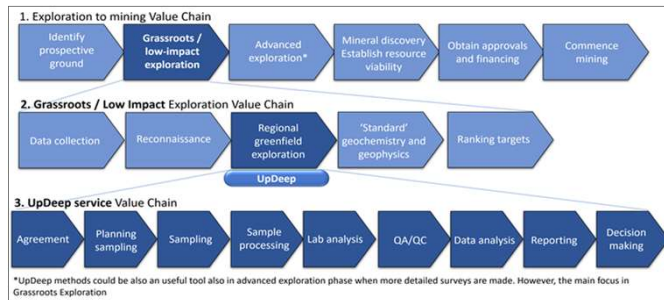 1. Exploration to mining Value Chain
Identify
prospective
ground
Grassroots /
low-impact
exploration
Advanced
exploration*
Mineral discovery
Establish resource
viability
Obtain approvals
and financing
Commence
mining
2. Grassroots / Low Impact Exploration Value Chain
Data collection
Reconnaissance
Regional
greenfield
exploration
'Standard'
geochemistry and
geophysics
Ranking targets
UpDeep
3. UpDeep service Value Chain
Agreement
Planning
sampling
Sampling
Sample
processing
Lab analysis
QA/QC
Data analysis
Reporting
Decision
making
*UpDeep methods could be also an useful tool also in advanced exploration phase when more detailed surveys are made. However, the main focus in
Grassroots Exploration